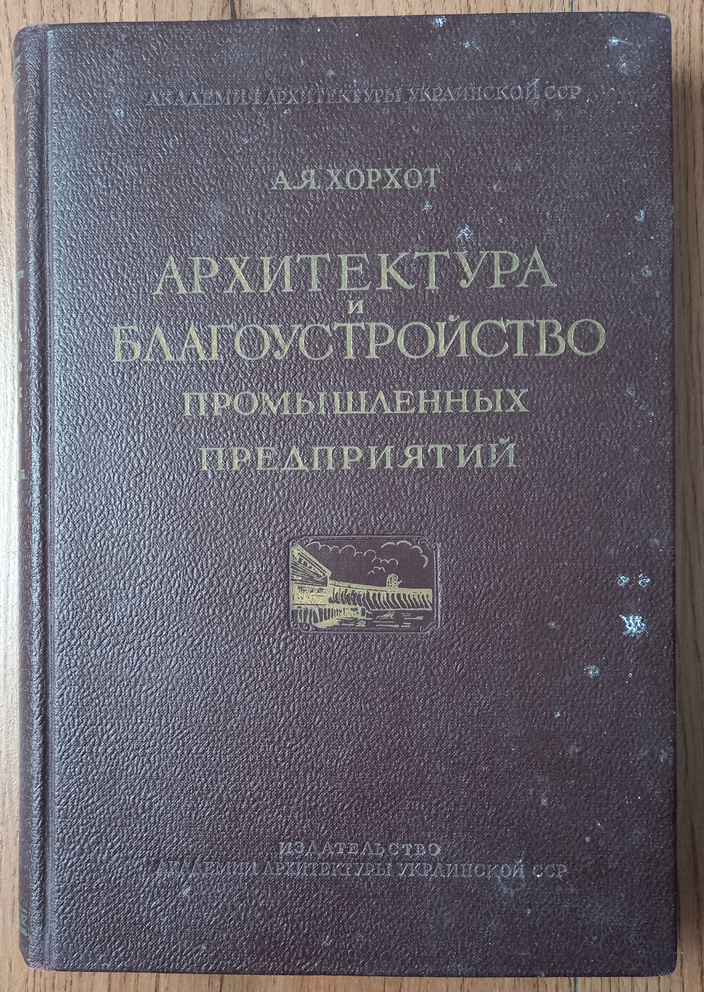 АКАДЕМИЯ АРХИТЕКТУРЫ УКРАИНСКОЙ ССР
А.Я. ХОРХОТ
АРХИТЕКТУРА
И
БЛАГОУСТРОЙСТВО
ПРОМЫШЛЕННЫХ
ПРЕДПРИЯТИЙ
ИЗДАТЕЛЬСТВО
АКАДЕМИИ АРХИТЕКТУРЫ УКРАИНСКОЙ ССР